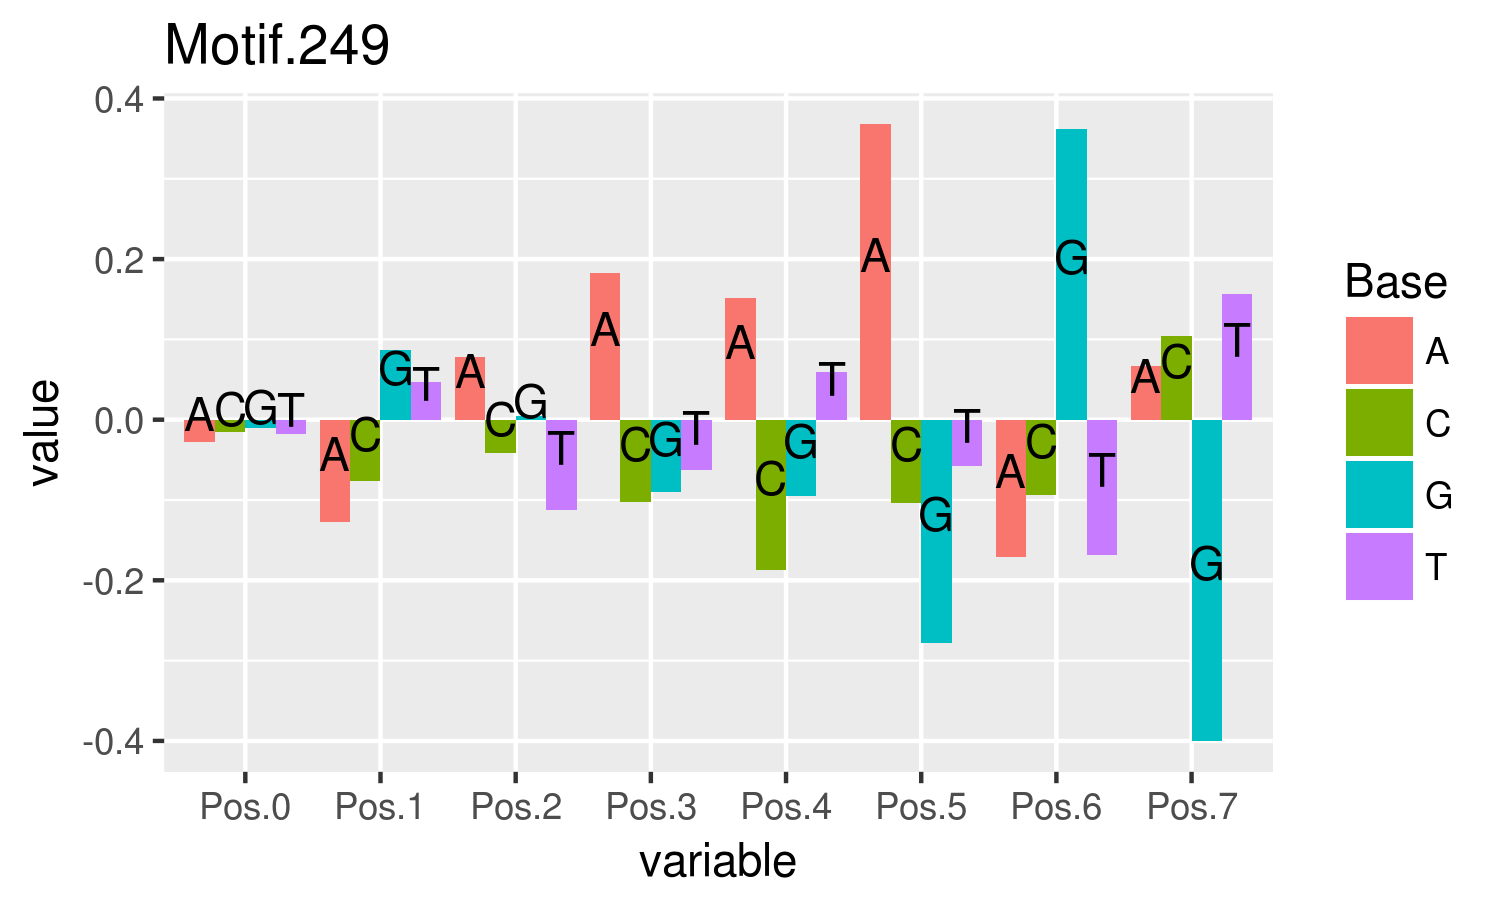 Motif.249
0.4
0.2
0.0
-0.2
-0.4
value
A C G T
A C G T
A C G T
A C G T
A C G T
A C G T
A C G T
A C G T
Pos.0 Pos.1 Pos.2 Pos.3 Pos.4 Pos.5 Pos.6 Pos.7
variable
Base
A
C
G
T